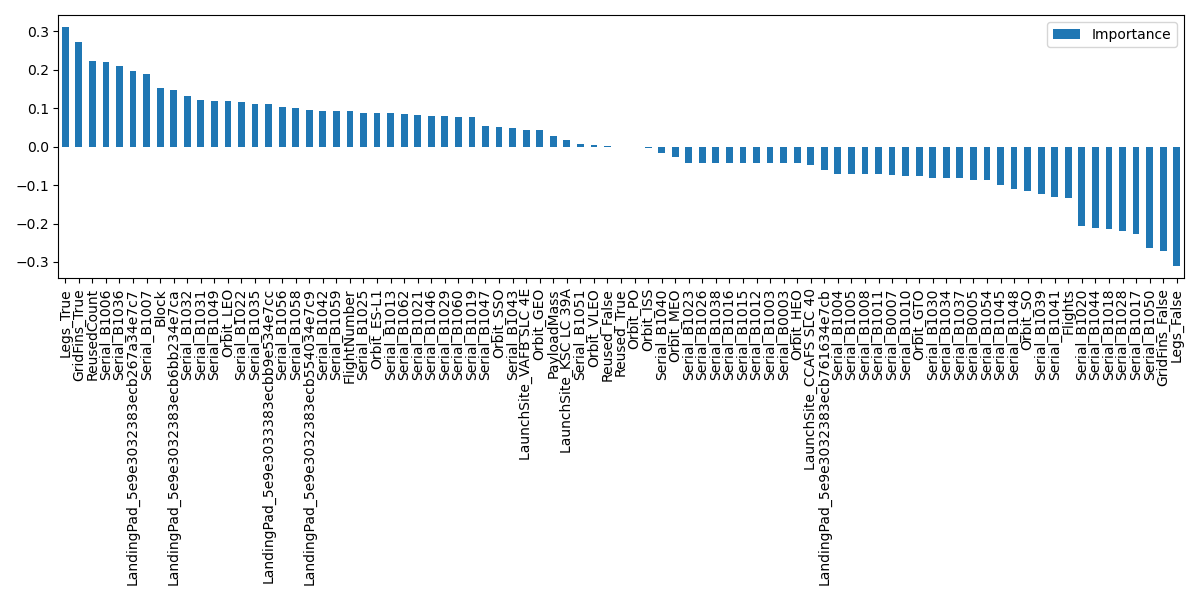 0.3
0.2
0.1
0.0
−0.1
−0.2
−0.3
Importance
Legs_True
GridFins_True
ReusedCount
Serial_B1006
Serial_B1036
LandingPad_5e9e3032383ecb267a34e7c7
Serial_B1007
Block
LandingPad_5e9e3032383ecb6bb234e7ca
Serial_B1032
Serial_B1031
Serial_B1049
Orbit_LEO
Serial_B1022
Serial_B1035
LandingPad_5e9e3033383ecbb9e534e7cc
Serial_B1056
Serial_B1058
LandingPad_5e9e3032383ecb554034e7c9
Serial_B1042
Serial_B1059
FlightNumber
Serial_B1025
Orbit_ES-L1
Serial_B1013
Serial_B1062
Serial_B1021
Serial_B1046
Serial_B1029
Serial_B1060
Serial_B1019
Serial_B1047
Orbit_SSO
Serial_B1043
LaunchSite_VAFB SLC 4E
Orbit_GEO
PayloadMass
LaunchSite_KSC LC 39A
Serial_B1051
Orbit_VLEO
Reused_False
Reused_True
Orbit_PO
Orbit_ISS
Serial_B1040
Orbit_MEO
Serial_B1023
Serial_B1026
Serial_B1038
Serial_B1016
Serial_B1015
Serial_B1012
Serial_B1003
Serial_B0003
Orbit_HEO
LaunchSite_CCAFS SLC 40
LandingPad_5e9e3032383ecb761634e7cb
Serial_B1004
Serial_B1005
Serial_B1008
Serial_B1011
Serial_B0007
Serial_B1010
Orbit_GTO
Serial_B1030
Serial_B1034
Serial_B1037
Serial_B0005
Serial_B1054
Serial_B1045
Serial_B1048
Orbit_SO
Serial_B1039
Serial_B1041
Flights
Serial_B1020
Serial_B1044
Serial_B1018
Serial_B1028
Serial_B1017
Serial_B1050
GridFins_False
Legs_False